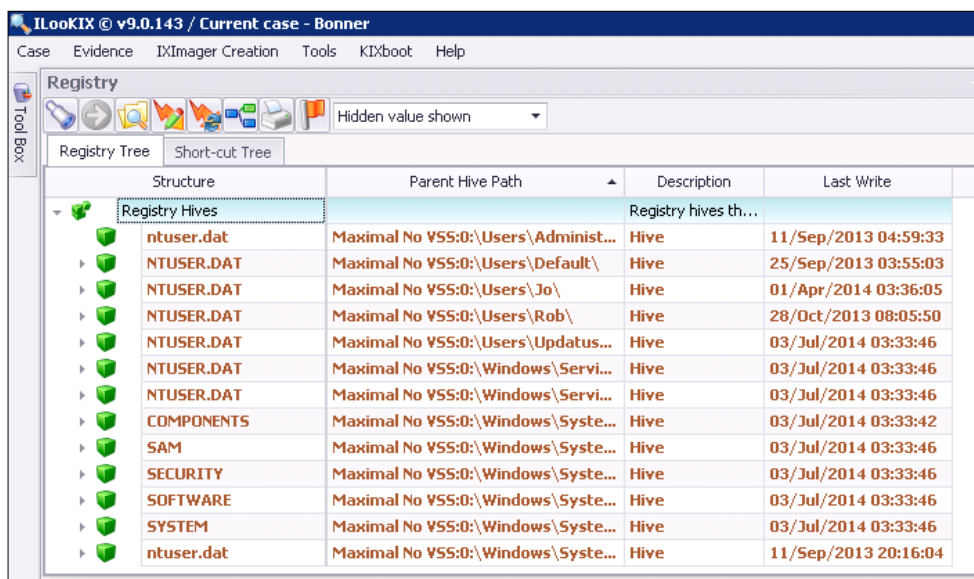 ILooKIX © v9.0.143 / Current case - Bonner
Case Evidence IXImager Creation Tools KIXboot Help
Tool Box
Registry
Hidden value shown
Registry Tree Short-cut Tree
Structure Parent Hive Path Description Last Write
Registry Hives Registry hives th...
ntuser.dat Maximal No VSS:0:\Users\Administ... Hive 11/Sep/2013 04:59:33
NTUSER.DAT Maximal No VSS:0:\Users\Default\ Hive 25/Sep/2013 03:55:03
NTUSER.DAT Maximal No VSS:0:\Users\Jo\ Hive 01/Apr/2014 03:36:05
NTUSER.DAT Maximal No VSS:0:\Users\Rob\ Hive 28/Oct/2013 08:05:50
NTUSER.DAT Maximal No VSS:0:\Users\Updatus... Hive 03/Jul/2014 03:33:46
NTUSER.DAT Maximal No VSS:0:\Windows\Servi... Hive 03/Jul/2014 03:33:46
NTUSER.DAT Maximal No VSS:0:\Windows\Servi... Hive 03/Jul/2014 03:33:46
COMPONENTS Maximal No VSS:0:\Windows\Syste... Hive 03/Jul/2014 03:33:42
SAM Maximal No VSS:0:\Windows\Syste... Hive 03/Jul/2014 03:33:46
SECURITY Maximal No VSS:0:\Windows\Syste... Hive 03/Jul/2014 03:33:46
SOFTWARE Maximal No VSS:0:\Windows\Syste... Hive 03/Jul/2014 03:33:46
SYSTEM Maximal No VSS:0:\Windows\Syste... Hive 03/Jul/2014 03:33:46
ntuser.dat Maximal No VSS:0:\Windows\Syste... Hive 11/Sep/2013 20:16:04